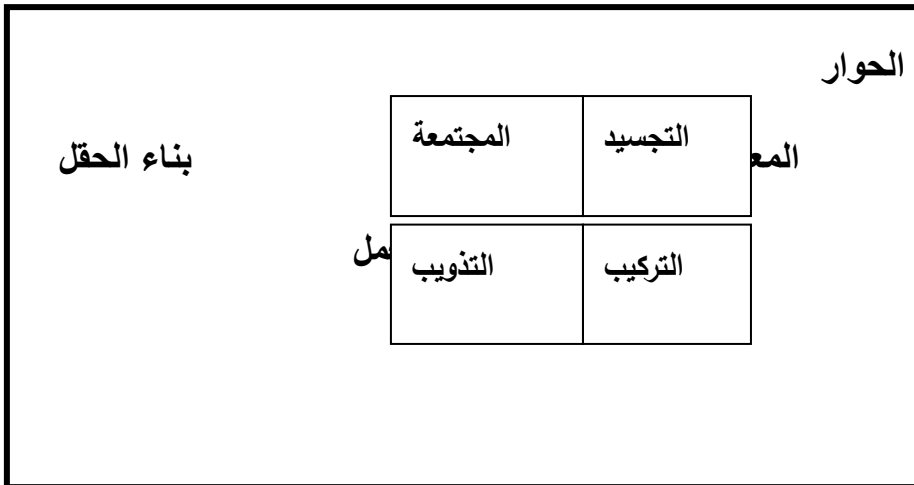 الحوار
التجسيد
المجتمعة
بناء الحقل
التركيب
التذويب